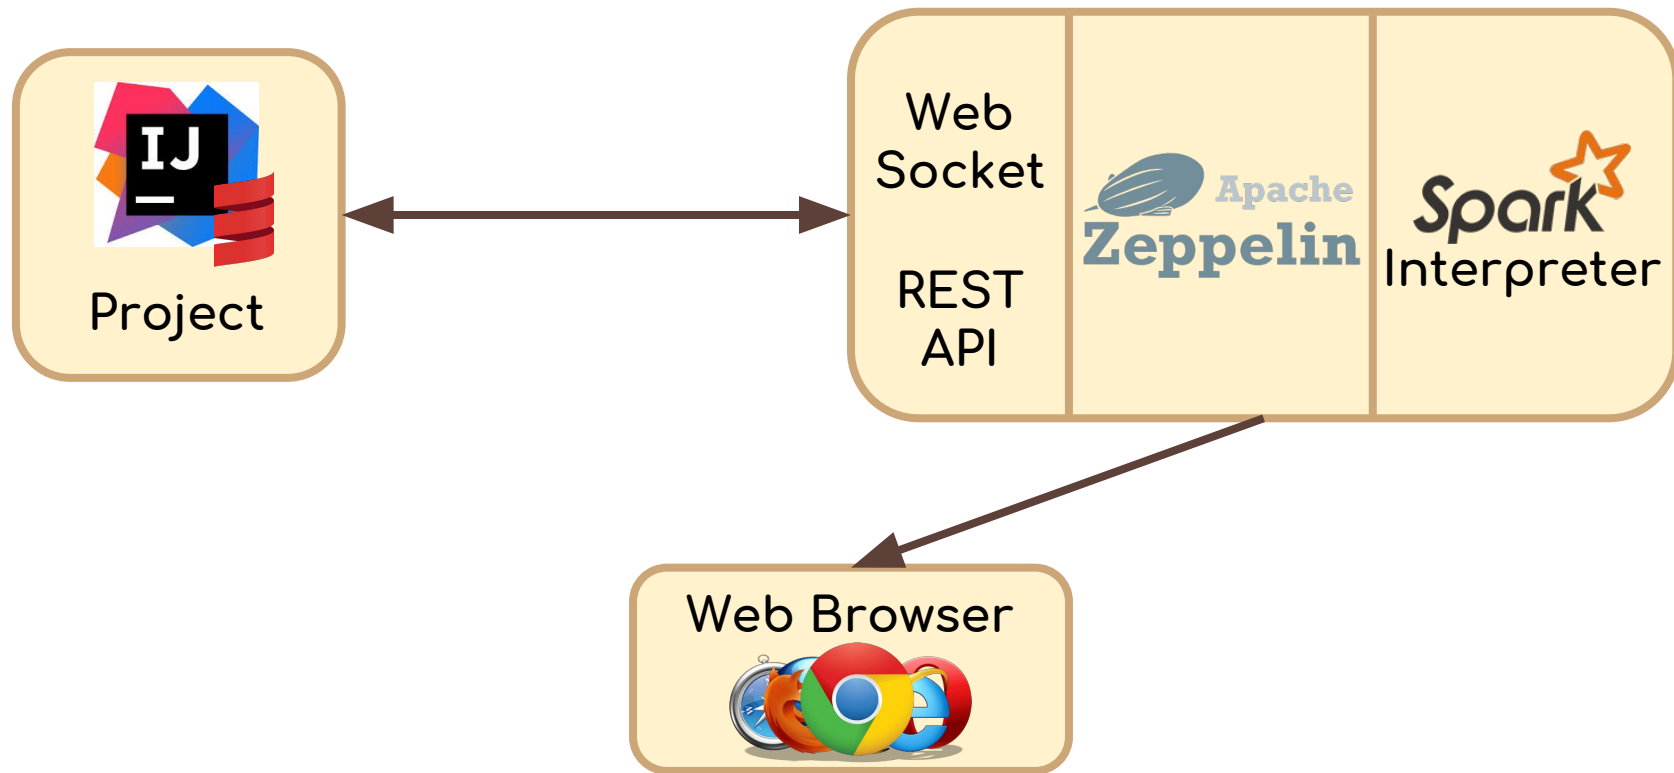 IJ
Project
Web
Socket
REST
API
Apache
Zeppelin
Spark
Interpreter
Web Browser